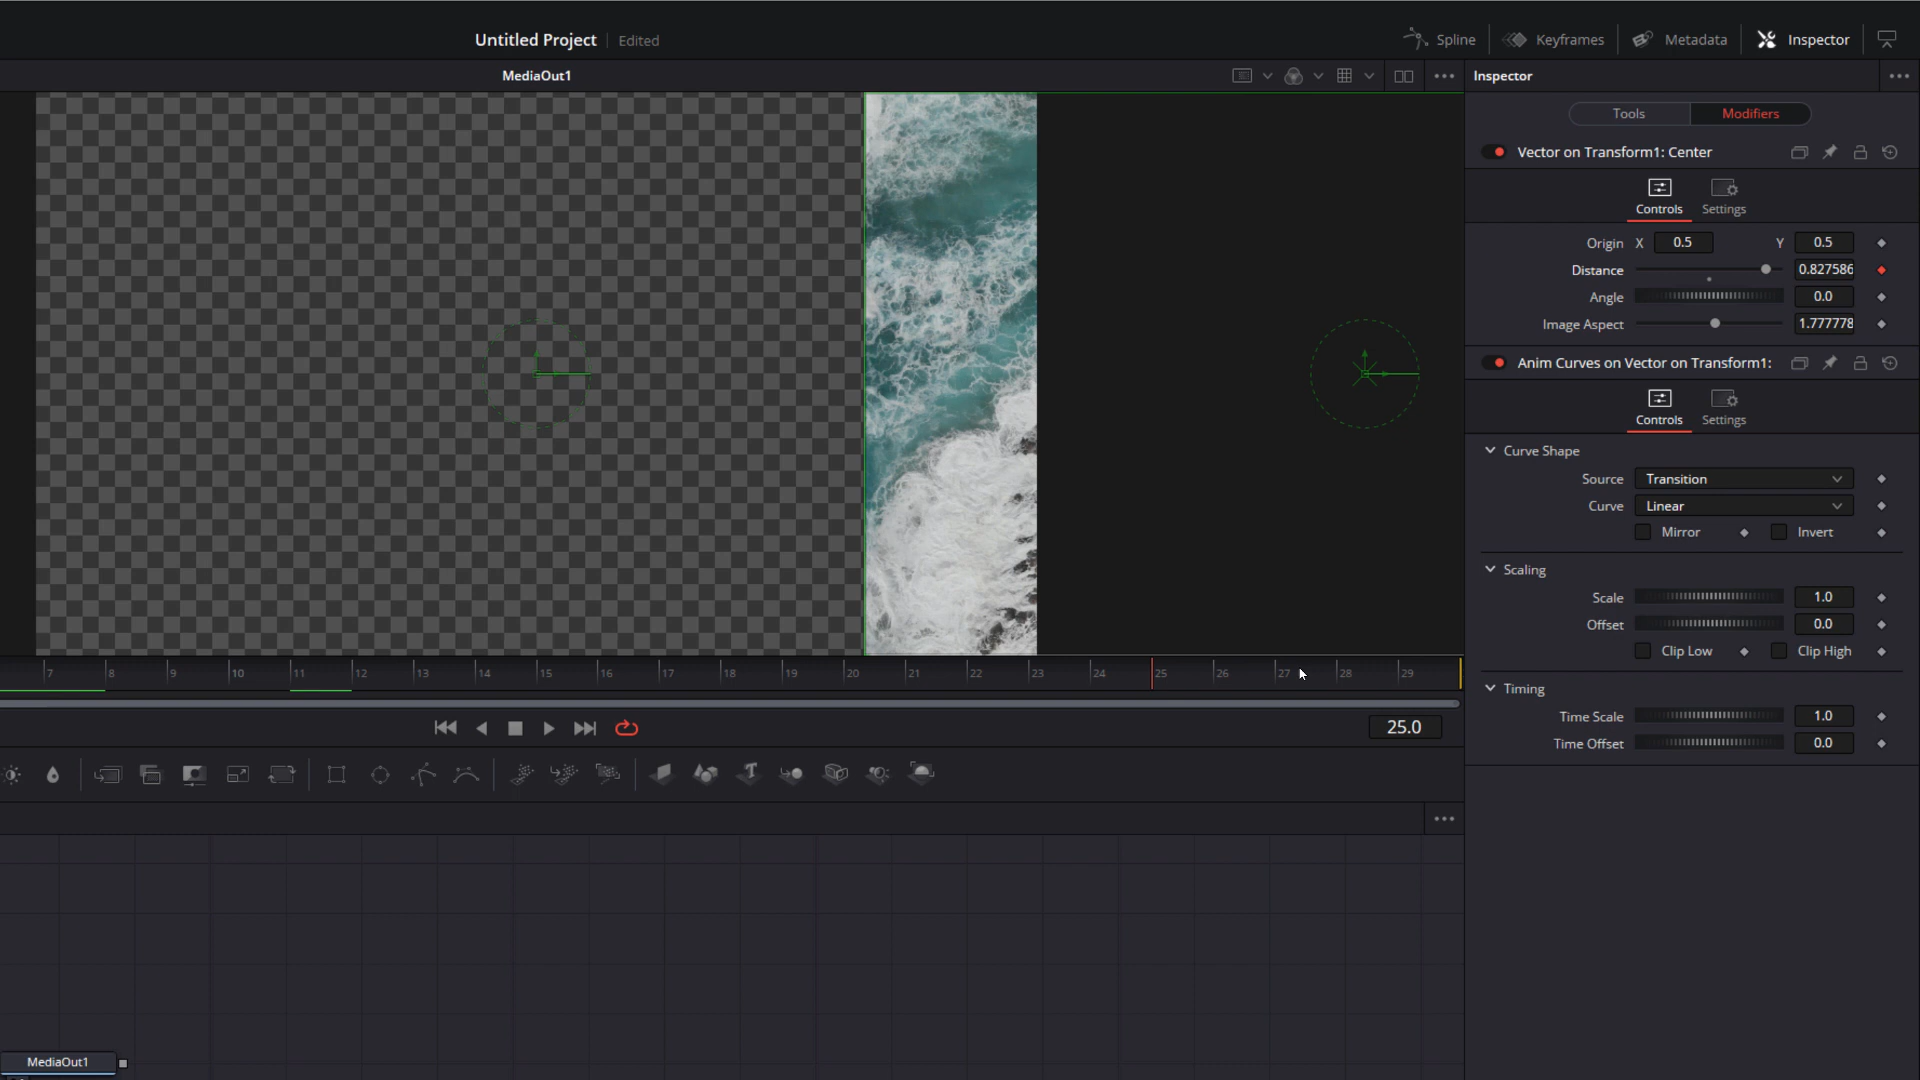 Untitled Project
Edited
Spline
Keyframes
Metadata
Inspector
MediaOut1
Inspector
Tools
Modifiers
Vector on Transform1: Center
Controls
Settings
Origin X 0.5 Y 0.5
Distance 0.827586
Angle 0.0
Image Aspect 1.777778
Anim Curves on Vector on Transform1:
Controls
Settings
Curve Shape
Source Transition
Curve Linear
Mirror Invert
Scaling
Scale 1.0
Offset 0.0
Clip Low Clip High
Timing
Time Scale 1.0
Time Offset 0.0
7 8 9 10 11 12 13 14 15 16 17 18 19 20 21 22 23 24 25 26 27 28 29
25.0
MediaOut1